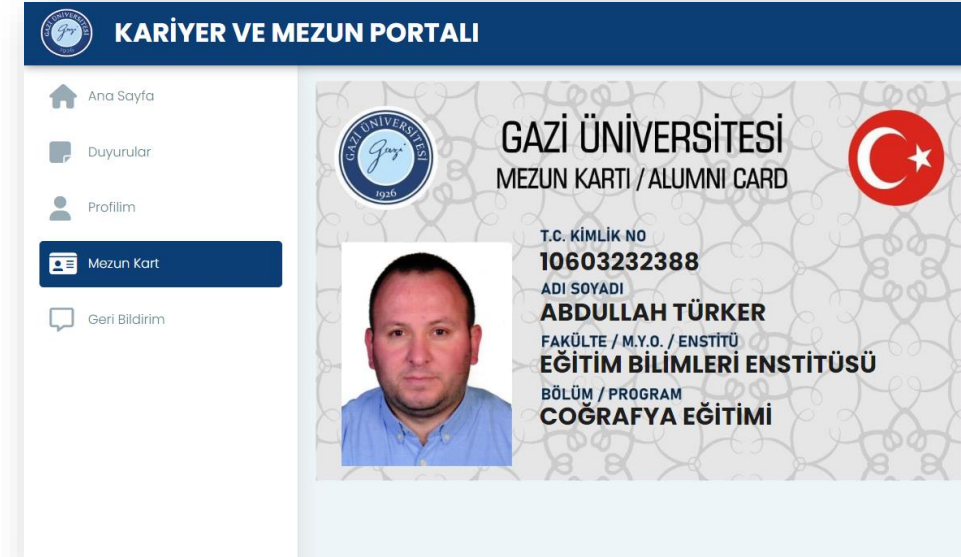 KARİYER VE MEZUN PORTALI
Ana Sayfa
Duyurular
Profilim
Mezun Kart
Geri Bildirim
GAZİ ÜNİVERSİTESİ
Gazi
1926
GAZİ ÜNİVERSİTESİ
MEZUN KARTI / ALUMNI CARD
T.C. KİMLİK NO
10603232388
ADI SOYADI
ABDULLAH TÜRKER
FAKÜLTE / M.Y.O. / ENSTİTÜ
EĞİTİM BİLİMLERİ ENSTİTÜSÜ
BÖLÜM / PROGRAM
COĞRAFYA EĞİTİMİ